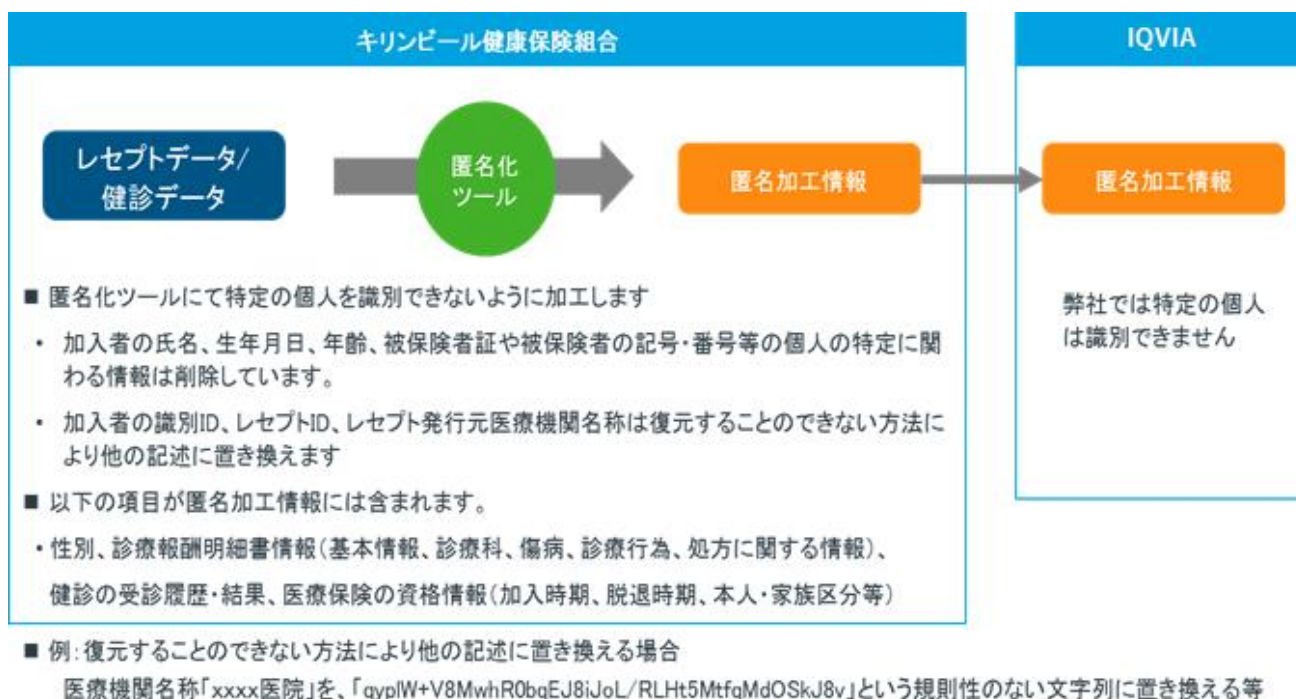 キリンビール健康保険組合
IQVIA
レセプトデータ/
健診データ
匿名化
ツール
匿名加工情報
匿名加工情報
■ 匿名化ツールにて特定の個人を識別できないように加工します
・ 加入者の氏名、生年月日、年齢、被保険者証や被保険者の記号・番号等の個人の特定に関
わる情報は削除しています。
・ 加入者の識別ID、レセプトID、レセプト発行元医療機関名称は復元することのできない方法に
より他の記述に置き換えます
■ 以下の項目が匿名加工情報には含まれます。
・性別、診療報酬明細書情報(基本情報、診療科、傷病、診療行為、処方に関する情報)、
健診の受診履歴・結果、医療保険の資格情報(加入時期、脱退時期、本人・家族区分等)
弊社では特定の個人
は識別できません
■ 例:復元することのできない方法により他の記述に置き換える場合
医療機関名称「xxxx医院」を、「qyplW+V8MwhR0bqEJ8iJoL/RLHt5MtfqMdOSkJ8v」という規則性のない文字列に置き換える等